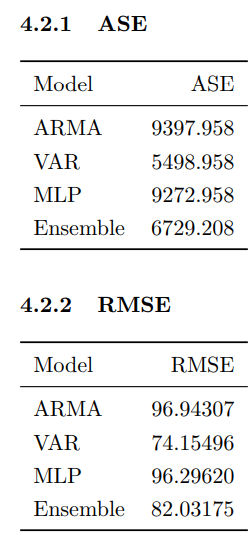 4.2.1 ASE
Model ASE
ARMA 9397.958
VAR 5498.958
MLP 9272.958
Ensemble 6729.208
4.2.2 RMSE
Model RMSE
ARMA 96.94307
VAR 74.15496
MLP 96.29620
Ensemble 82.03175